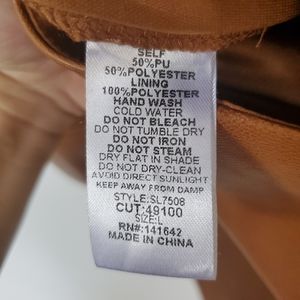 SELF
50%PU
50%POLYESTER
LINING
100%POLYESTER
HAND WASH
COLD WATER
DO NOT BLEACH
DO NOT TUMBLE DRY
DO NOT IRON
DO NOT STEAM
DRY FLAT IN SHADE
DO NOT DRY-CLEAN
AVOID DIRECT SUNLIGHT
KEEP AWAY FROM DAMP
STYLE:SL7508
CUT:49100
SIZE:L
RN#:141642
MADE IN CHINA